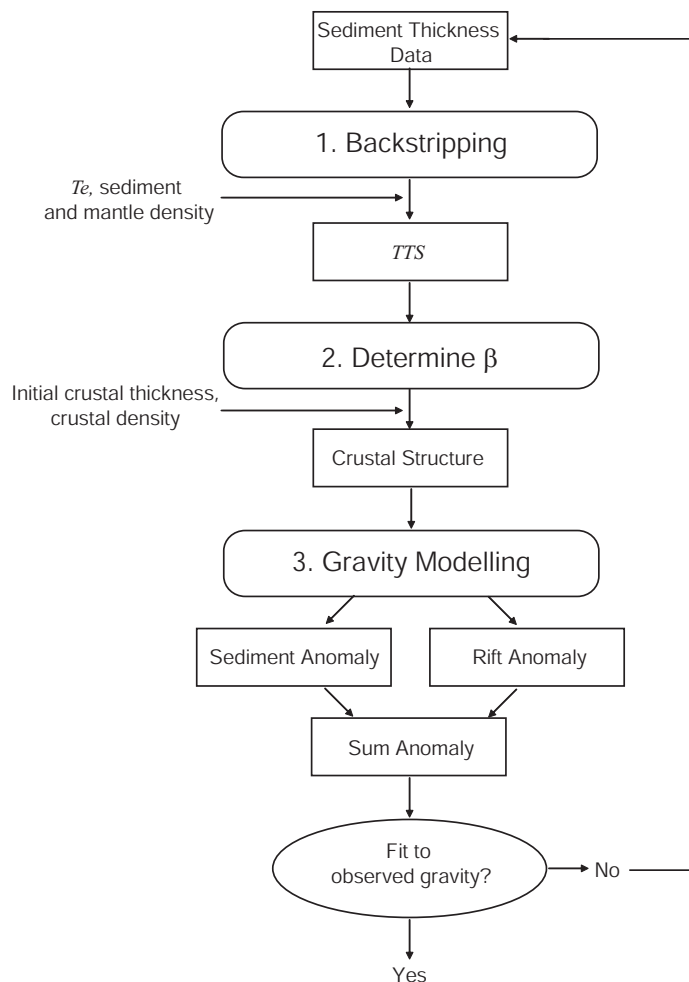 Sediment Thickness
Data
1. Backstripping
Te, sediment
and mantle density
TTS
2. Determine β
Initial crustal thickness,
crustal density
Crustal Structure
3. Gravity Modelling
Sediment Anomaly
Rift Anomaly
Sum Anomaly
Fit to
observed gravity?
No
Yes